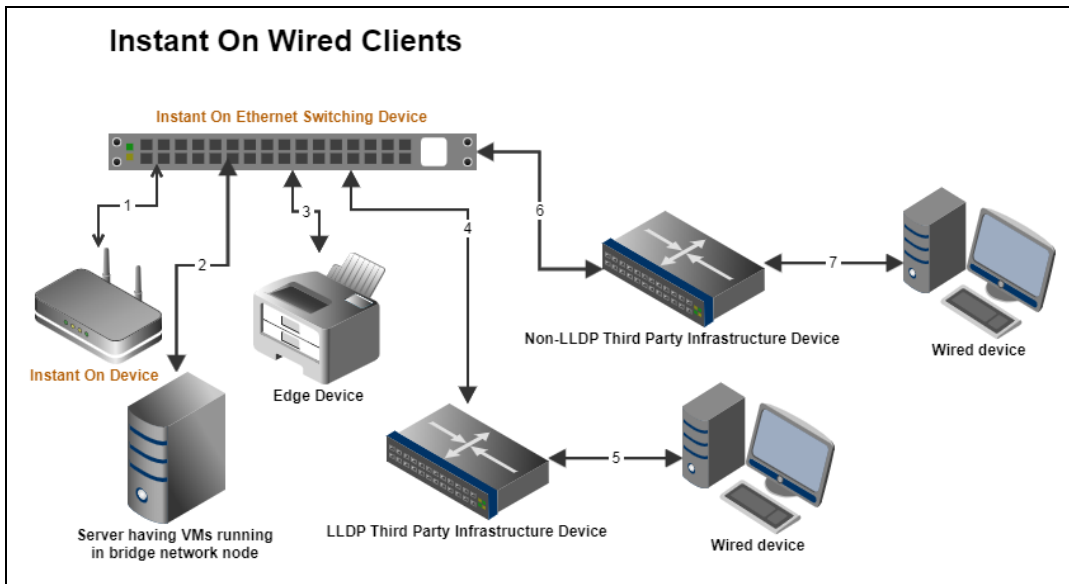 Instant On Wired Clients
Instant On Ethernet Switching Device
1
2
3
4
6
7
Instant On Device
Edge Device
Non-LLDP Third Party Infrastructure Device
Wired device
5
Server having VMs running
in bridge network node
LLDP Third Party Infrastructure Device
Wired device